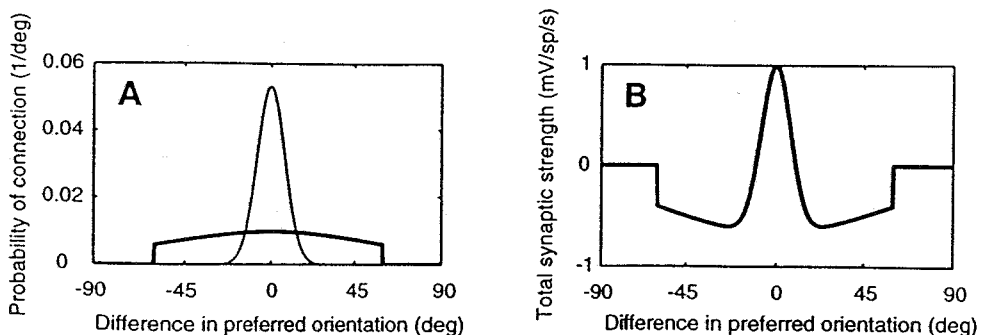 Probability of connection (1/deg)
0.06
0.04
0.02
0
A
-90
-45
0
45
90
Difference in preferred orientation (deg)
Total synaptic strength (mV/sp/s)
1
0
-1
B
-90
-45
0
45
90
Difference in preferred orientation (deg)